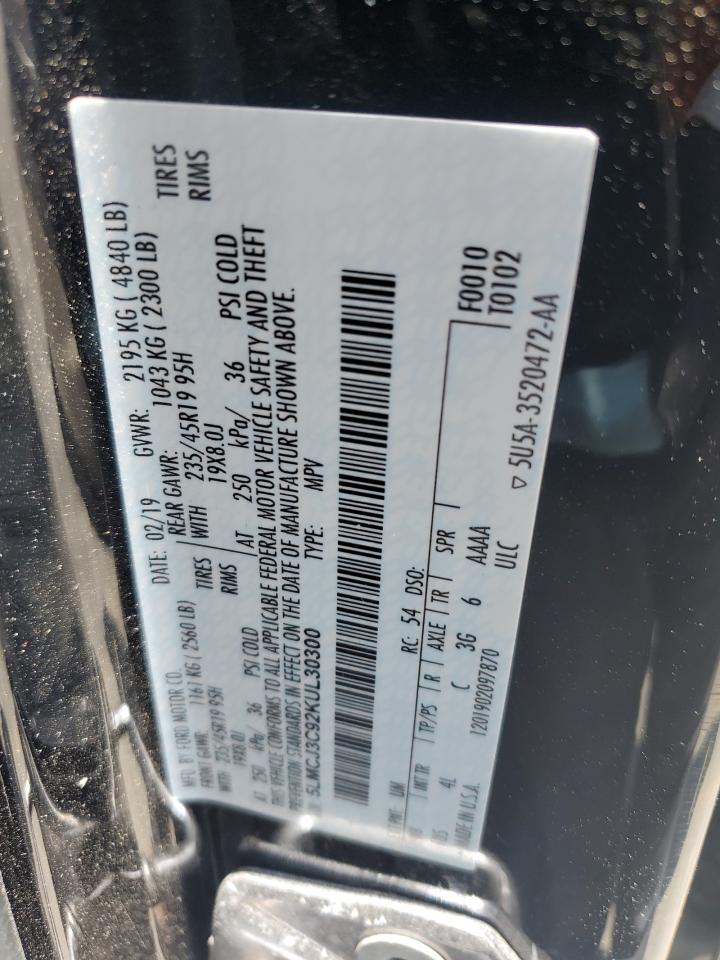 MFD. BY FORD MOTOR CO.
DATE: 02/19 GVWR: 2195 KG ( 4840 LB)
FRONT GAWR: 1161 KG ( 2560 LB) REAR GAWR: 1043 KG ( 2300 LB)
WITH 235/45R19 95H TIRES WITH 235/45R19 95H TIRES
19X8.0J RIMS 19X8.0J RIMS
AT 250 kPa/ 36 PSI COLD AT 250 kPa/ 36 PSI COLD
THIS VEHICLE CONFORMS TO ALL APPLICABLE FEDERAL MOTOR VEHICLE SAFETY AND THEFT
PREVENTION STANDARDS IN EFFECT ON THE DATE OF MANUFACTURE SHOWN ABOVE.
5LMCJ3C92KUL30300 TYPE: MPV
UM RC: 54 DSO:
INT TR TP/PS R AXLE TR SPR F0010
4L C 3G 6 AAAA T0102
MADE IN U.S.A. 1201902097870 ULC
▽ 5U5A-3520472-AA